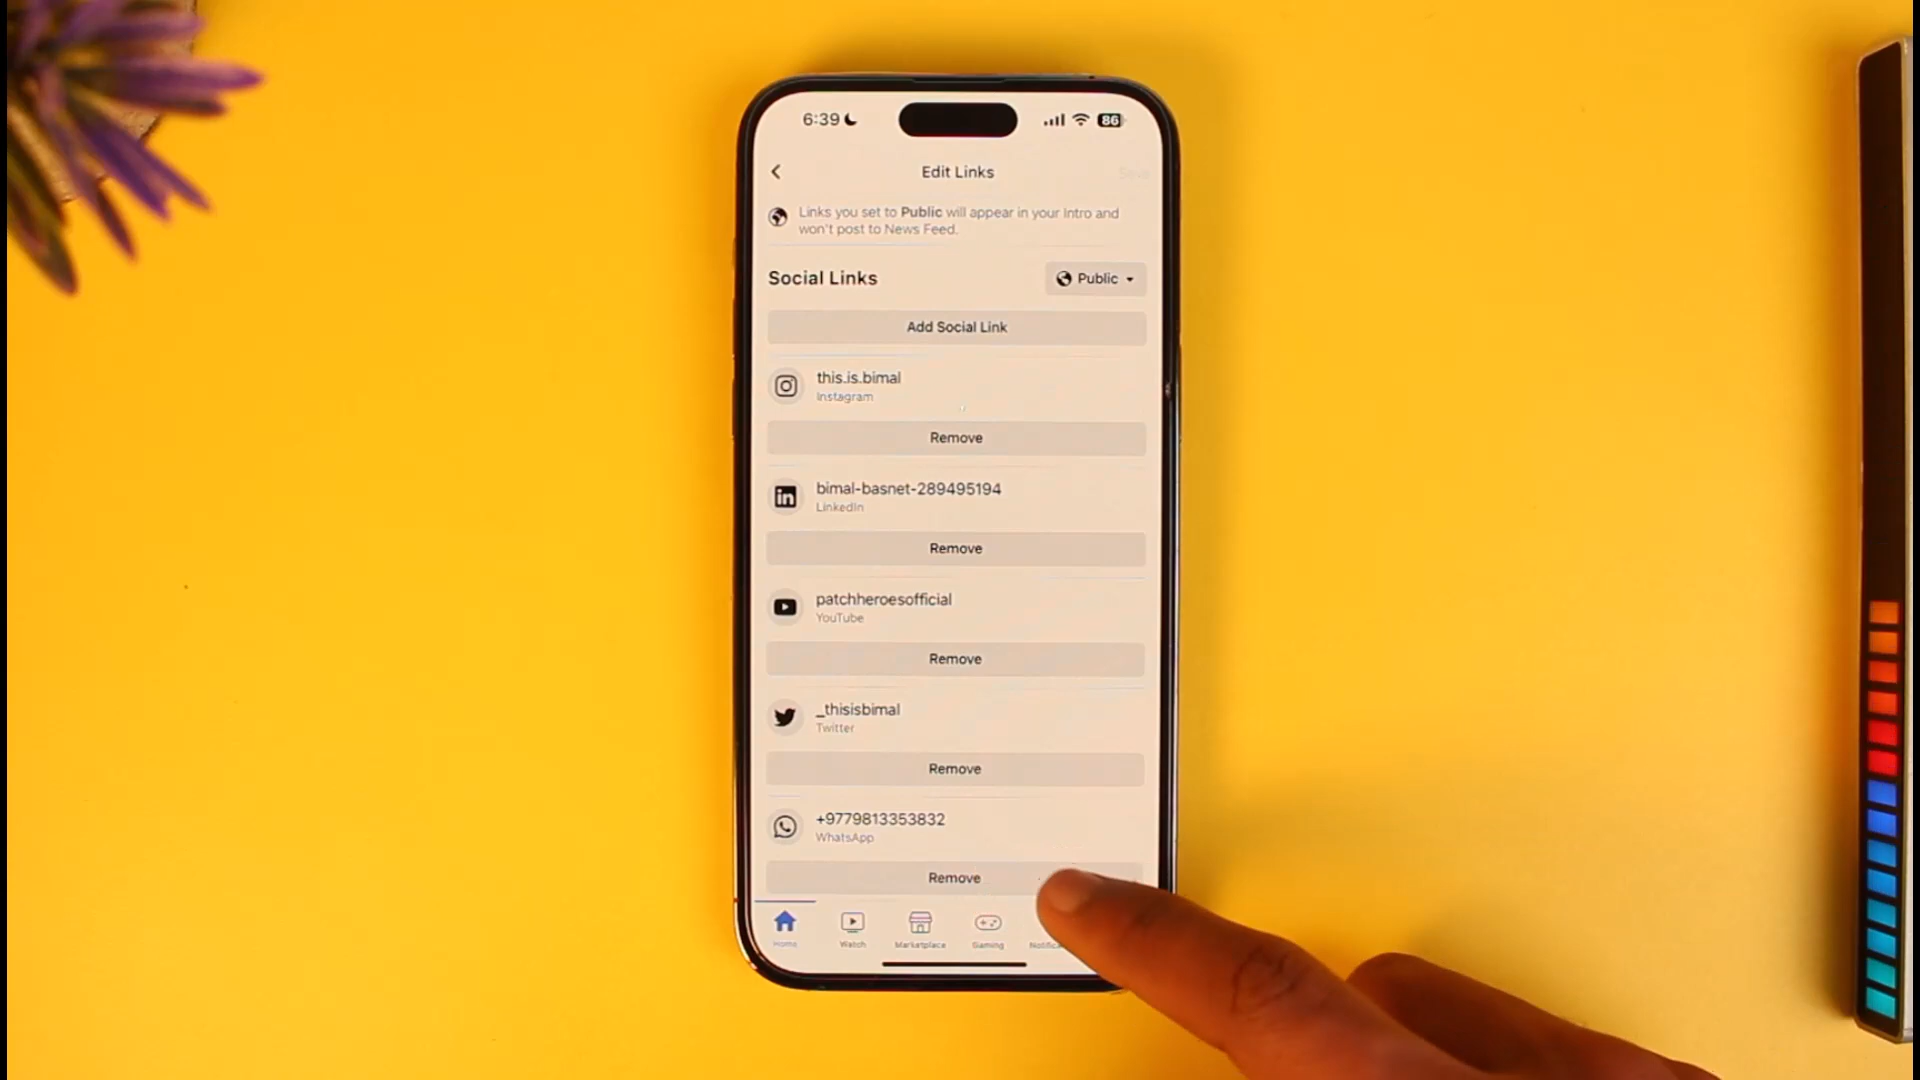 6:39
86
Edit Links
Save
Links you set to Public will appear in your Intro and
won't post to News Feed.
Social Links
Public
Add Social Link
this.is.bimal
Instagram
Remove
bimal-basnet-289495194
LinkedIn
Remove
patchheroesofficial
YouTube
Remove
_thisisbimal
Twitter
Remove
+9779813353832
WhatsApp
Remove
Home
Watch
Marketplace
Gaming